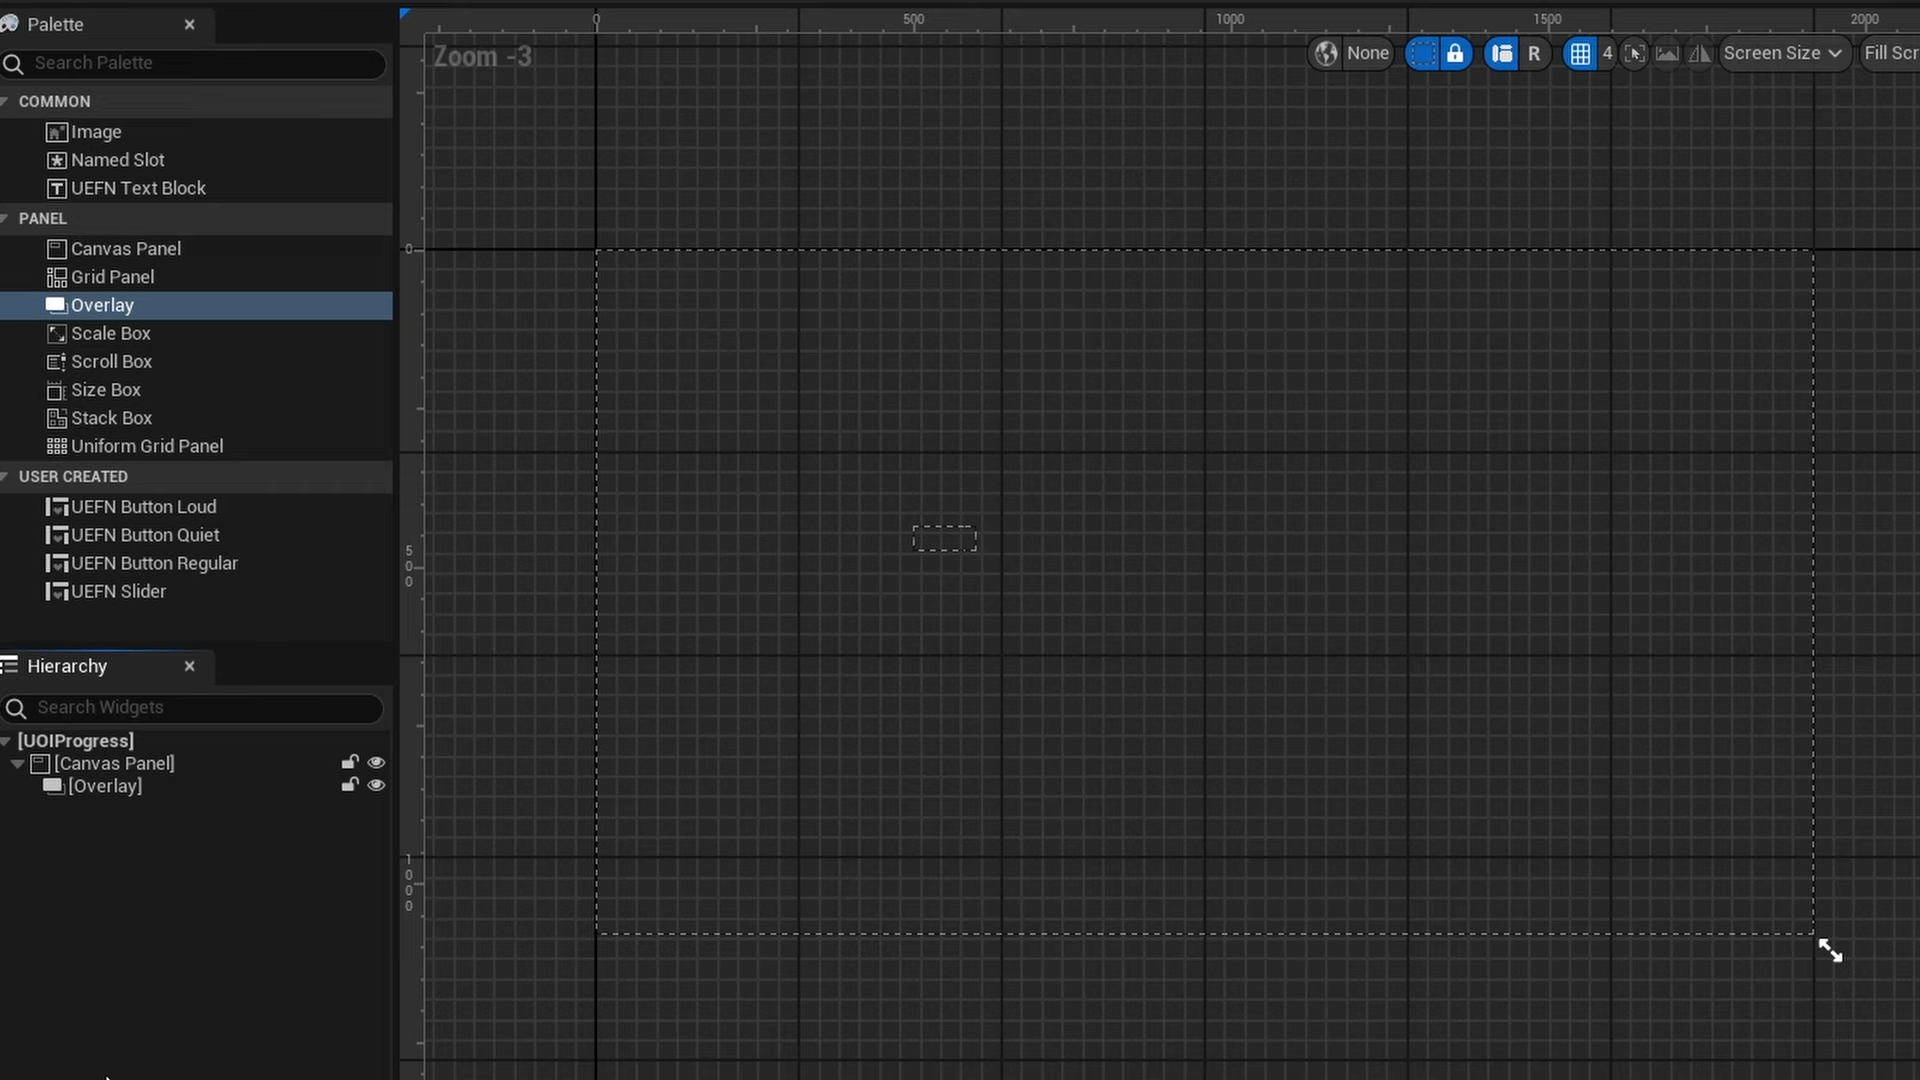 Palette
Search Palette
COMMON
Image
Named Slot
UEFN Text Block
PANEL
Canvas Panel
Grid Panel
Overlay
Scale Box
Scroll Box
Size Box
Stack Box
Uniform Grid Panel
USER CREATED
UEFN Button Loud
UEFN Button Quiet
UEFN Button Regular
UEFN Slider
Hierarchy
Search Widgets
[UOIProgress]
[Canvas Panel]
[Overlay]
0 500 1000 1500 2000
Zoom -3
None R 4 Screen Size Fill Scr
0
500
1000